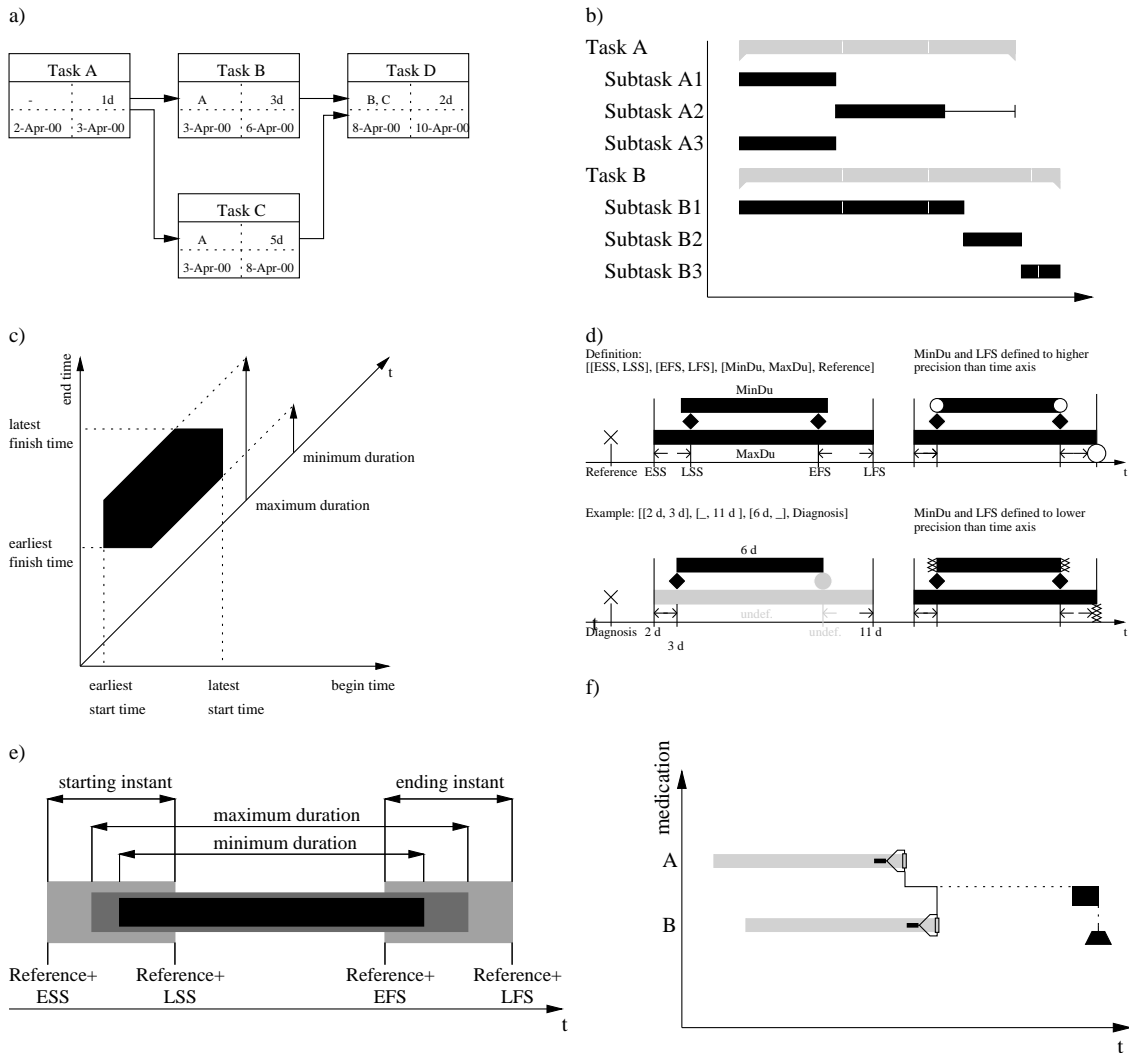 a)
Task A
- 1d
2-Apr-00 3-Apr-00
Task B
A 3d
3-Apr-00 6-Apr-00
Task D
B, C 2d
8-Apr-00 10-Apr-00
Task C
A 5d
3-Apr-00 8-Apr-00
b)
Task A
Subtask A1
Subtask A2
Subtask A3
Task B
Subtask B1
Subtask B2
Subtask B3
c)
end time
t
latest
finish time
minimum duration
maximum duration
earliest
finish time
earliest
start time
latest
start time
begin time
d)
Definition:
[[ESS, LSS], [EFS, LFS], [MinDu, MaxDu], Reference]
MinDu
MaxDu
Reference ESS LSS EFS LFS
MinDu and LFS defined to higher
precision than time axis
t
Example: [[2 d, 3 d], [_, 11 d ], [6 d, _], Diagnosis]
6 d
undef.
t
Diagnosis 2 d undef. 11 d
3 d
MinDu and LFS defined to lower
precision than time axis
t
e)
starting instant ending instant
maximum duration
minimum duration
Reference+ Reference+ Reference+ Reference+
ESS LSS EFS LFS
t
f)
medication
A
B
t